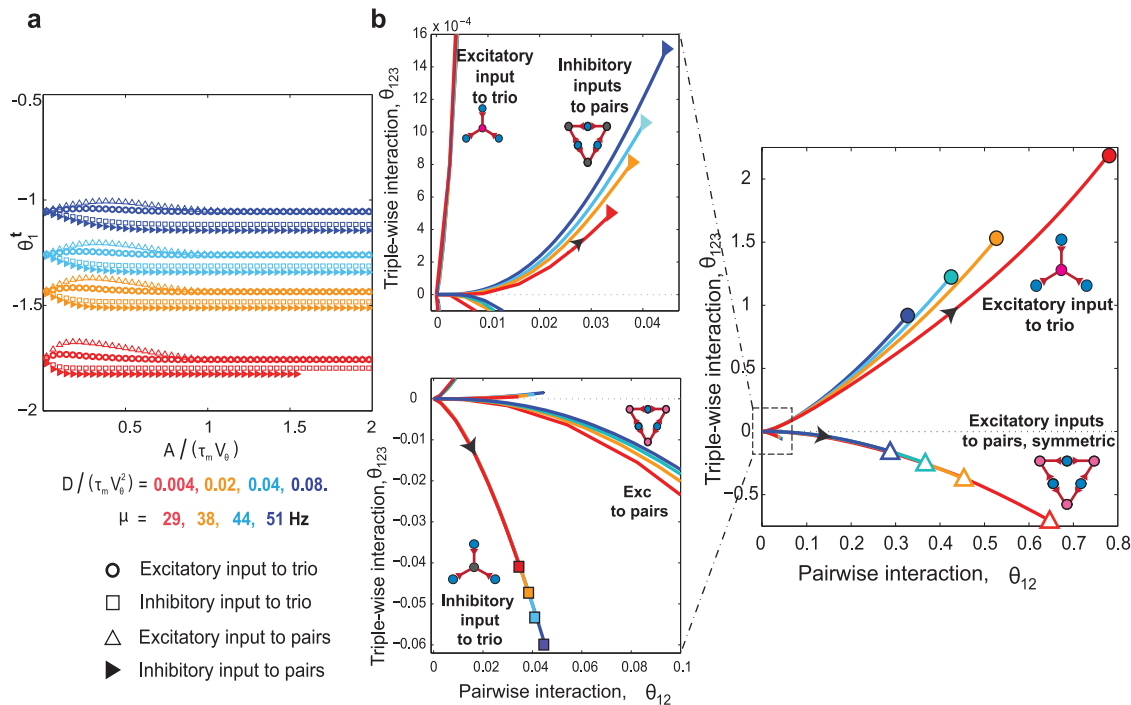 a
−0.5
−1
−1.5
−2
θ₁ᵗ
0.5
1
1.5
2
A / (τₘ V_θ)
D / (τₘ V_θ²) = 0.004, 0.02, 0.04, 0.08.
μ = 29, 38, 44, 51 Hz
Excitatory input to trio
Inhibitory input to trio
Excitatory input to pairs
Inhibitory input to pairs
b
16 × 10⁻⁴
14
12
10
8
6
4
2
0
Triple-wise interaction, θ₁₂₃
Excitatory
input
to trio
Inhibitory
inputs
to pairs
0
0.01
0.02
0.03
0.04
0
−0.01
−0.02
−0.03
−0.04
−0.05
−0.06
Triple-wise interaction, θ₁₂₃
Exc
to pairs
Inhibitory
input
to trio
0
0.02
0.04
0.06
0.08
0.1
Pairwise interaction, θ₁₂
2
1.5
1
0.5
0
−0.5
Triple-wise interaction θ₁₂₃
Excitatory input
to trio
Excitatory inputs
to pairs, symmetric
0
0.1
0.2
0.3
0.4
0.5
0.6
0.7
0.8
Pairwise interaction, θ₁₂